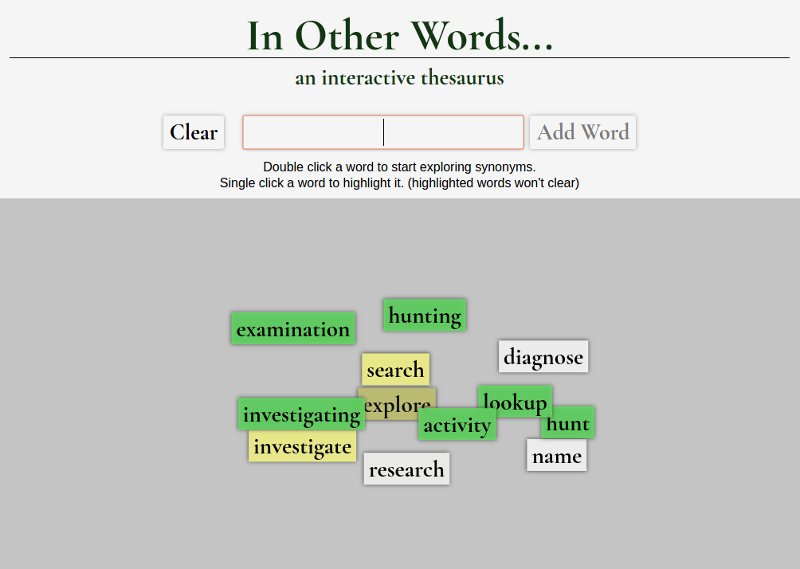 In Other Words...
an interactive thesaurus
Clear
Add Word
Double click a word to start exploring synonyms.
Single click a word to highlight it. (highlighted words won't clear)
hunting
examination
diagnose
search
lookup
explore
investigating
activity
hunt
investigate
name
research